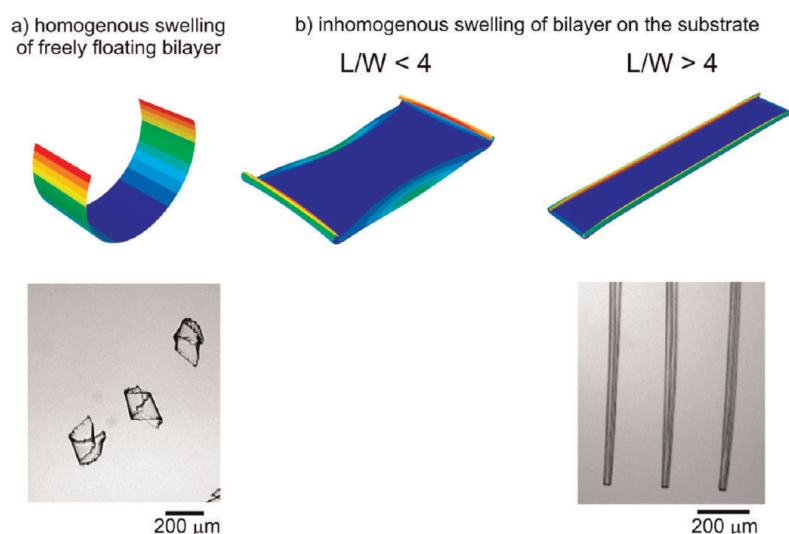 a) homogenous swelling
of freely floating bilayer
b) inhomogenous swelling of bilayer on the substrate
L/W < 4
L/W > 4
200 μm
200 μm